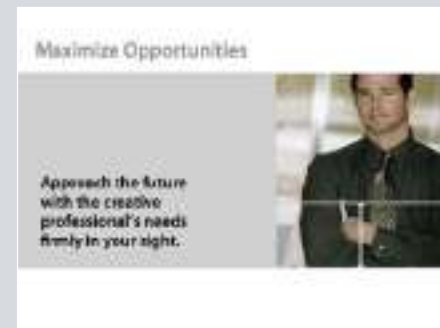 Maximize Opportunities
Approach the future
with the creative
professional's needs
firmly in your sight.